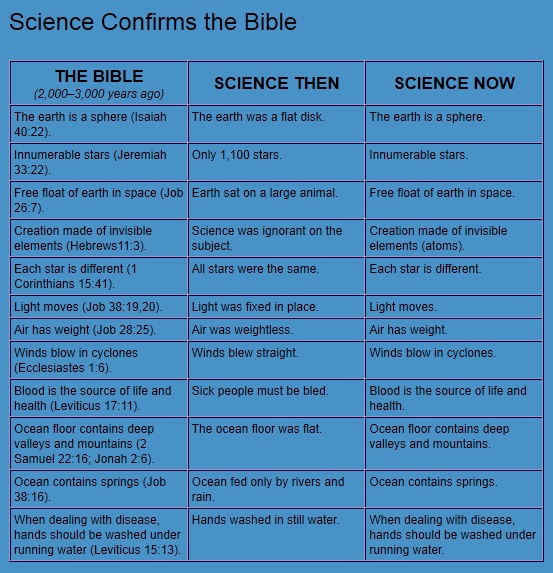 Science Confirms the Bible
THE BIBLE
(2,000–3,000 years ago)
SCIENCE THEN
SCIENCE NOW
The earth is a sphere (Isaiah
40:22).
The earth was a flat disk.
The earth is a sphere.
Innumerable stars (Jeremiah
33:22).
Only 1,100 stars.
Innumerable stars.
Free float of earth in space (Job
26:7).
Earth sat on a large animal.
Free float of earth in space.
Creation made of invisible
elements (Hebrews11:3).
Science was ignorant on the
subject.
Creation made of invisible
elements (atoms).
Each star is different (1
Corinthians 15:41).
All stars were the same.
Each star is different.
Light moves (Job 38:19,20).
Light was fixed in place.
Light moves.
Air has weight (Job 28:25).
Air was weightless.
Air has weight.
Winds blow in cyclones
(Ecclesiastes 1:6).
Winds blew straight.
Winds blow in cyclones.
Blood is the source of life and
health (Leviticus 17:11).
Sick people must be bled.
Blood is the source of life and
health.
Ocean floor contains deep
valleys and mountains (2
Samuel 22:16; Jonah 2:6).
The ocean floor was flat.
Ocean floor contains deep
valleys and mountains.
Ocean contains springs (Job
38:16).
Ocean fed only by rivers and
rain.
Ocean contains springs.
When dealing with disease,
hands should be washed under
running water (Leviticus 15:13).
Hands washed in still water.
When dealing with disease,
hands should be washed under
running water.